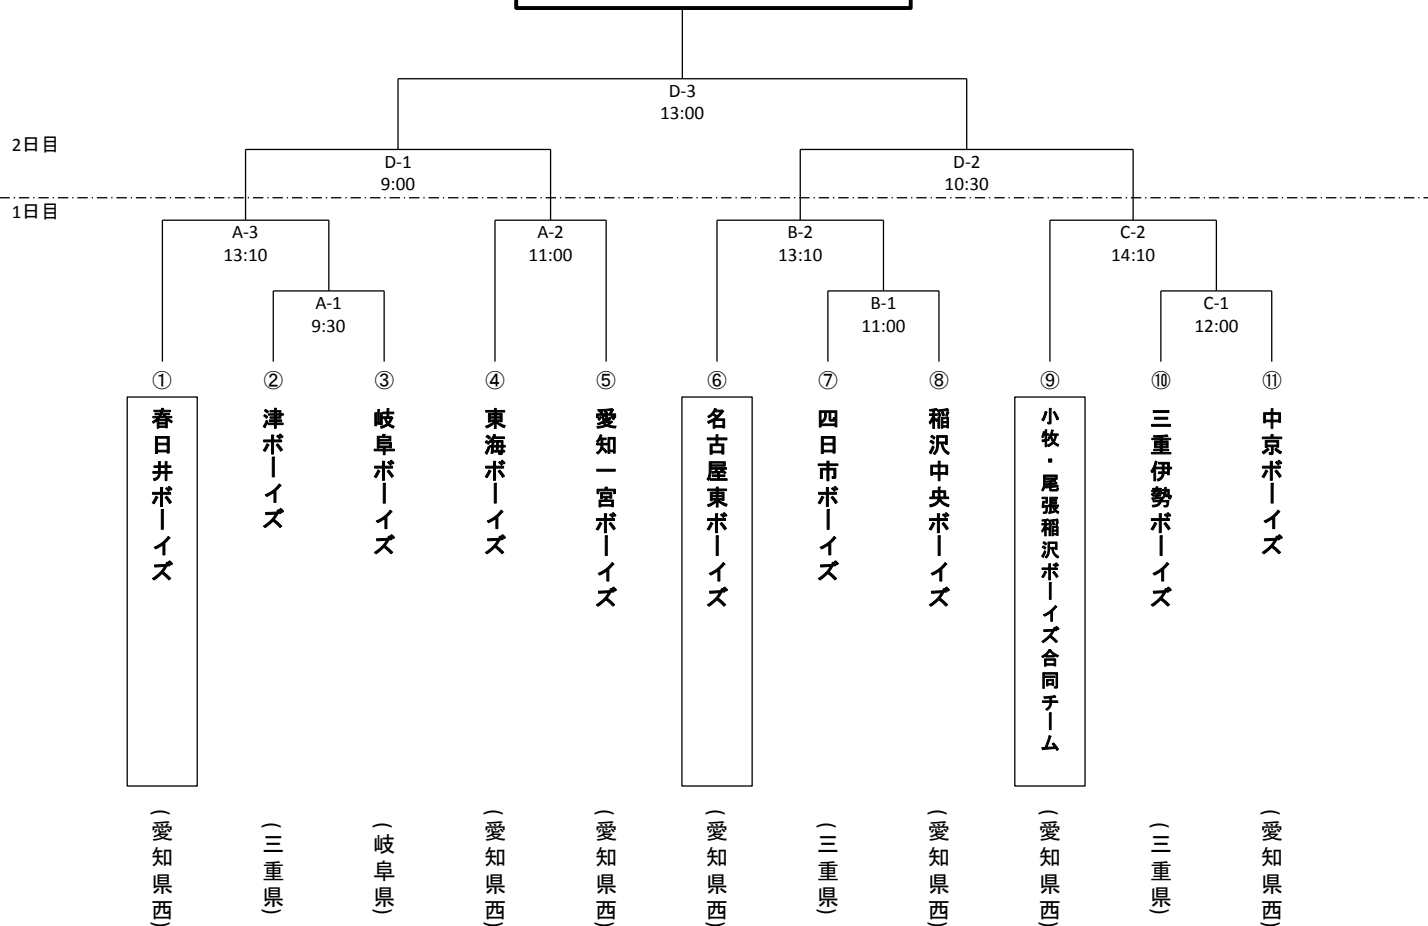 D-3
13:00
2日目
D-1
9:00
D-2
10:30
1日目
A-3
13:10
A-2
11:00
B-2
13:10
C-2
14:10
A-1
9:30
B-1
11:00
C-1
12:00
①
②
③
④
⑤
⑥
⑦
⑧
⑨
⑩
⑪
春日井ボーイズ
津ボーイズ
岐阜ボーイズ
東海ボーイズ
愛知一宮ボーイズ
名古屋東ボーイズ
四日市ボーイズ
稲沢中央ボーイズ
小牧・尾張稲沢ボーイズ合同チーム
三重伊勢ボーイズ
中京ボーイズ
(愛知県西)
(三重県)
(岐阜県)
(愛知県西)
(愛知県西)
(愛知県西)
(三重県)
(愛知県西)
(愛知県西)
(三重県)
(愛知県西)